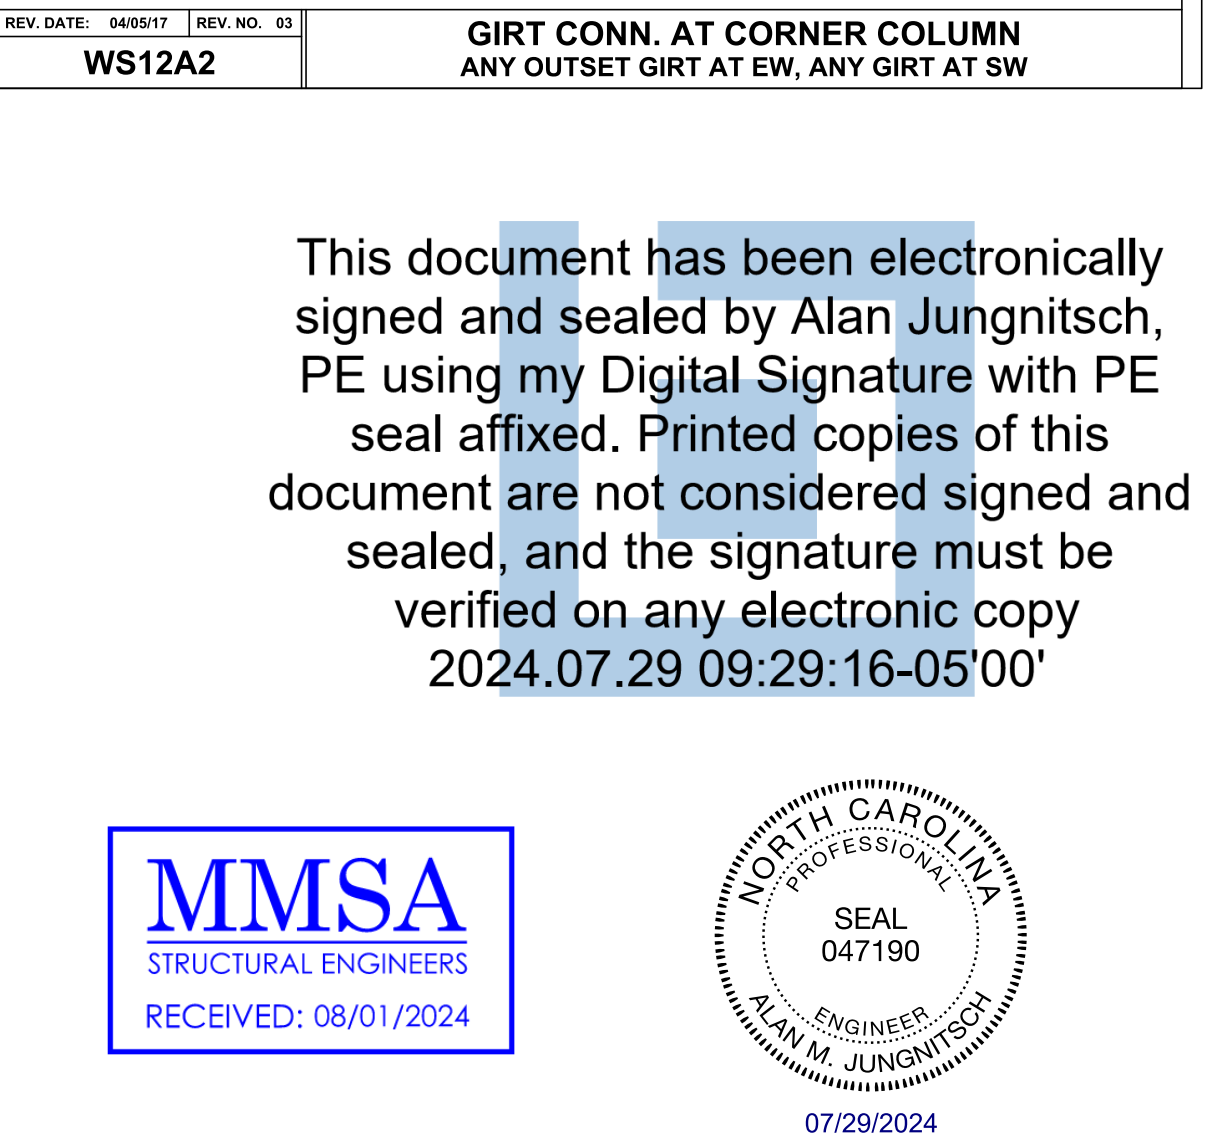 REV. DATE: 04/05/17 REV. NO. 03
WS12A2
GIRT CONN. AT CORNER COLUMN
ANY OUTSET GIRT AT EW, ANY GIRT AT SW
This document has been electronically
signed and sealed by Alan Jungnitsch,
PE using my Digital Signature with PE
seal affixed. Printed copies of this
document are not considered signed and
sealed, and the signature must be
verified on any electronic copy
2024.07.29 09:29:16-05'00'
MMSA
STRUCTURAL ENGINEERS
RECEIVED: 08/01/2024
NORTH CAROLINA
PROFESSIONAL
SEAL
047190
ENGINEER
ALAN M. JUNGNITSCH
07/29/2024